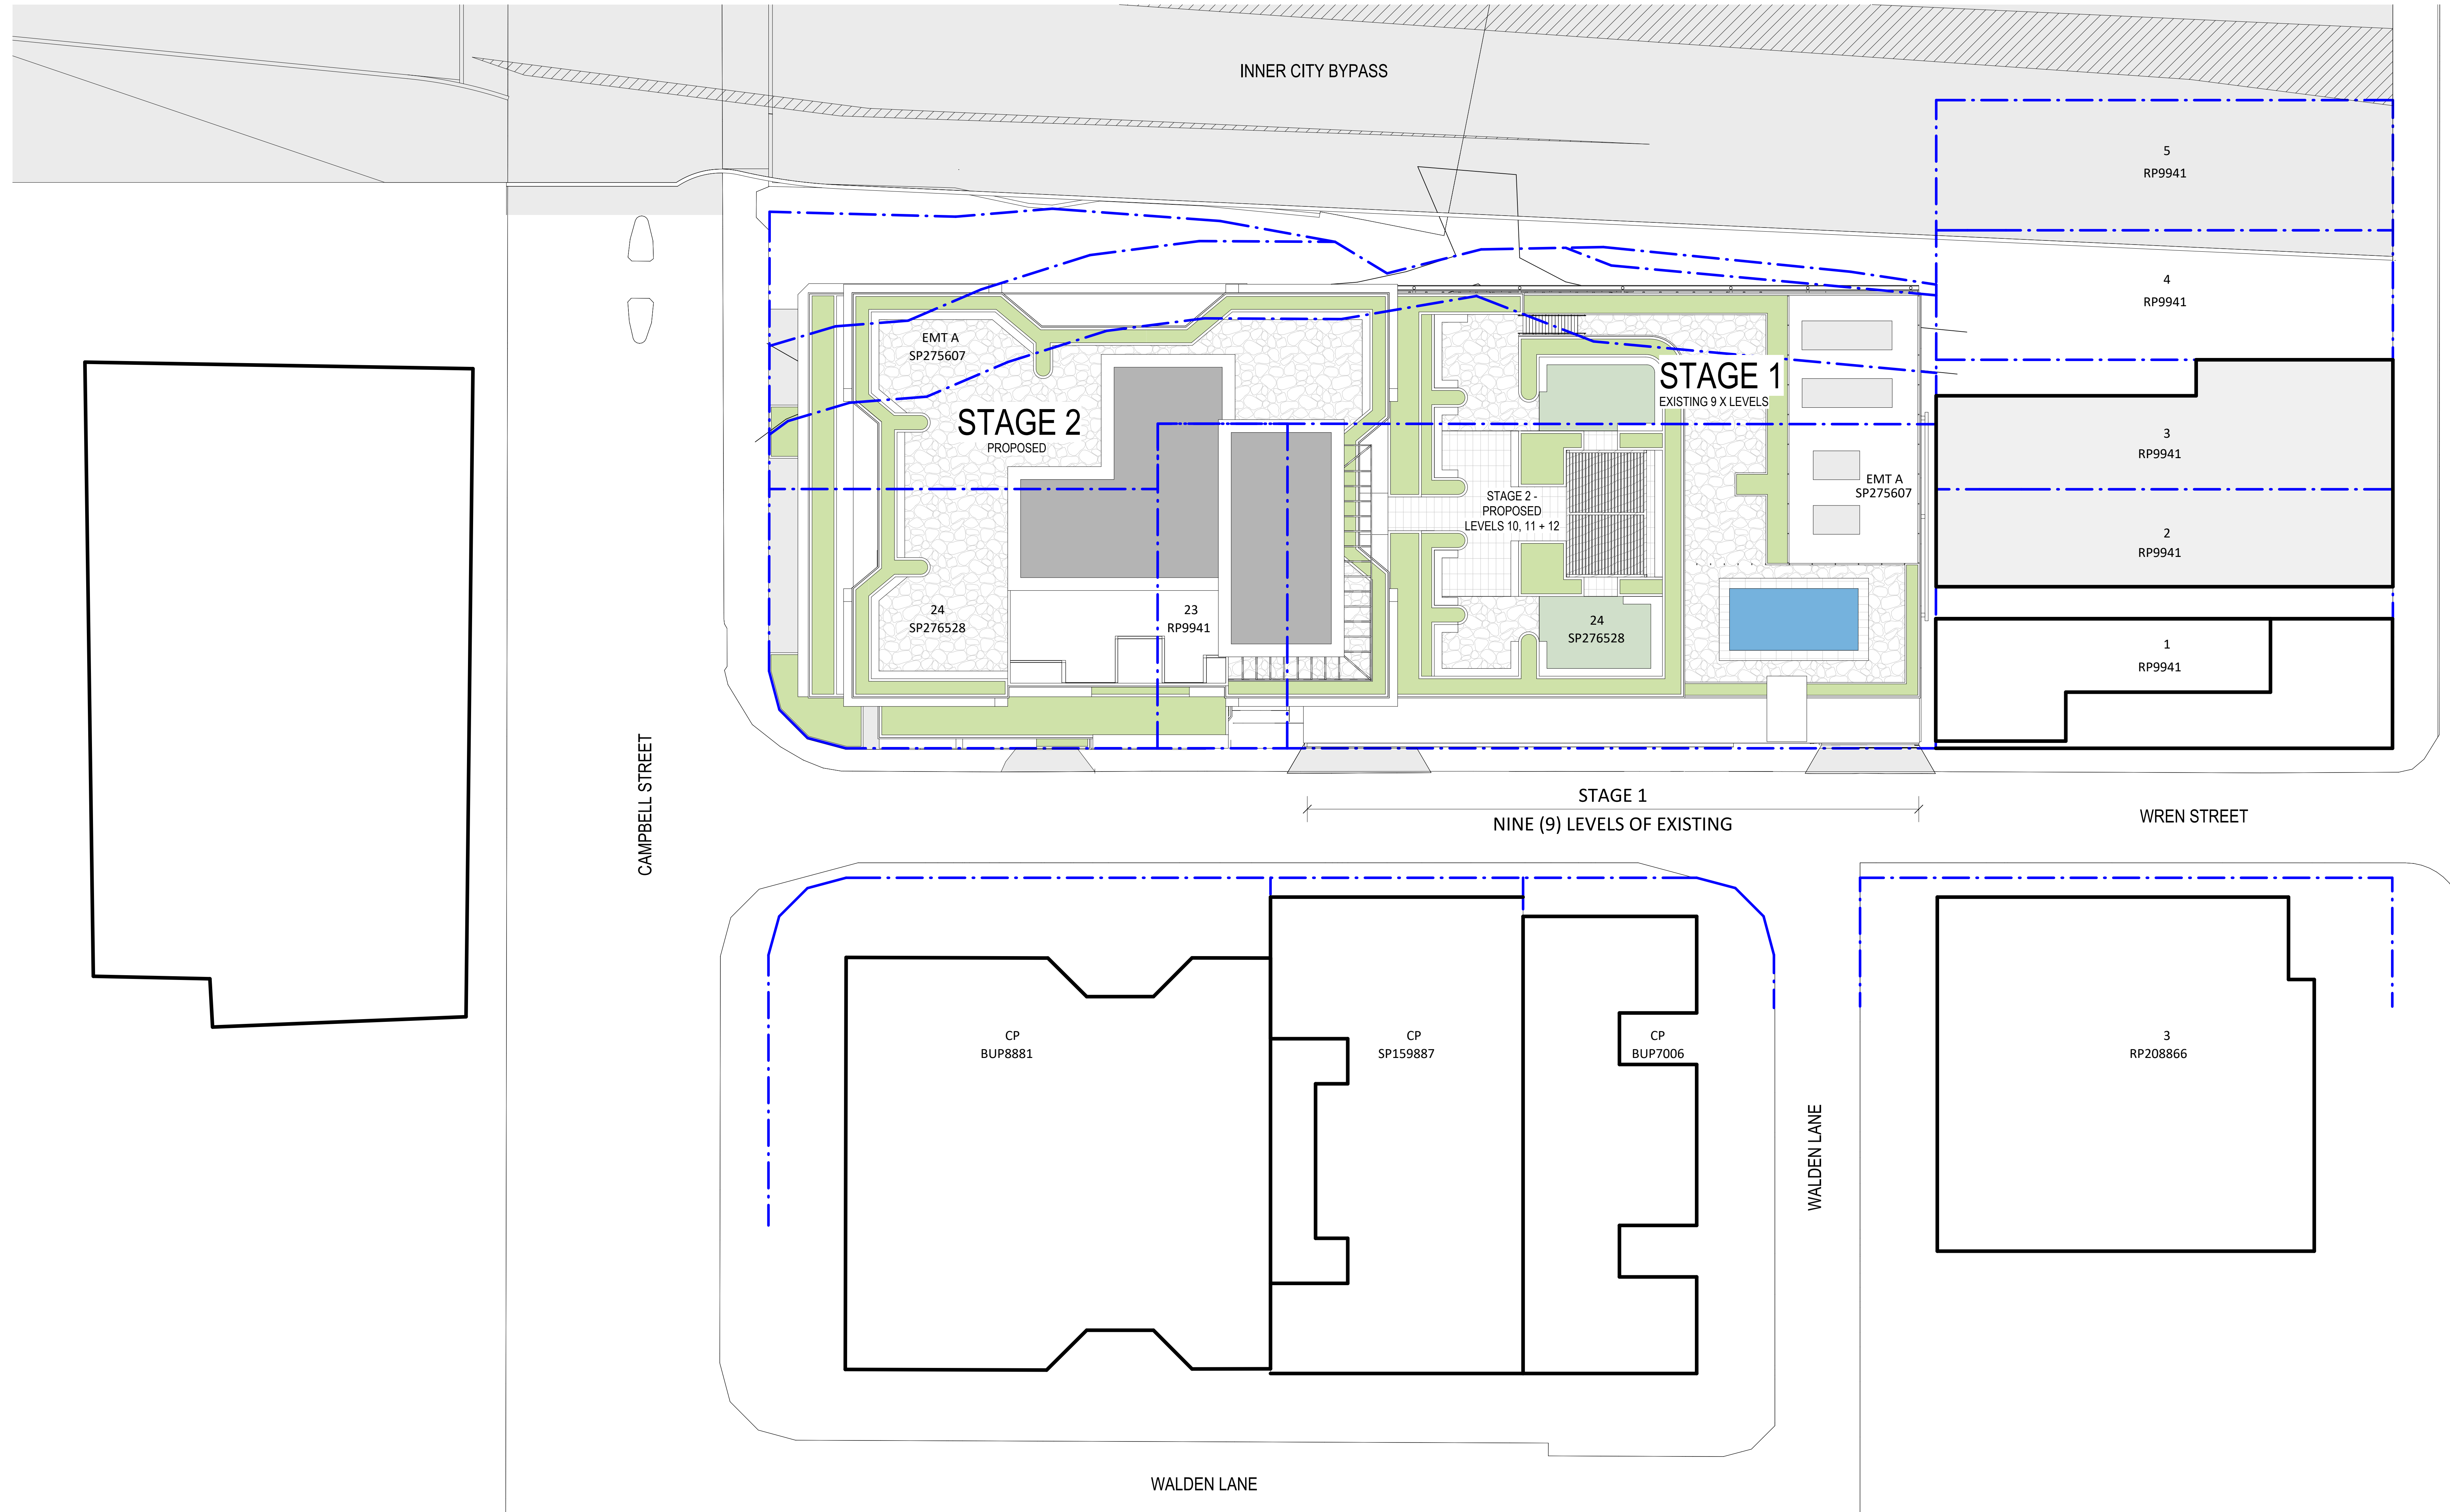 INNER CITY BYPASS
5
RP9941
4
RP9941
EMT A
SP275607
STAGE 2
PROPOSED
STAGE 1
EXISTING 9 X LEVELS
3
RP9941
EMT A
SP275607
STAGE 2 -
PROPOSED
LEVELS 10, 11 + 12
2
RP9941
24
SP276528
23
RP9941
24
SP276528
1
RP9941
CAMPBELL STREET
STAGE 1
NINE (9) LEVELS OF EXISTING
WREN STREET
CP
BUP8881
CP
SP159887
CP
BUP7006
WALDEN LANE
3
RP208866
WALDEN LANE